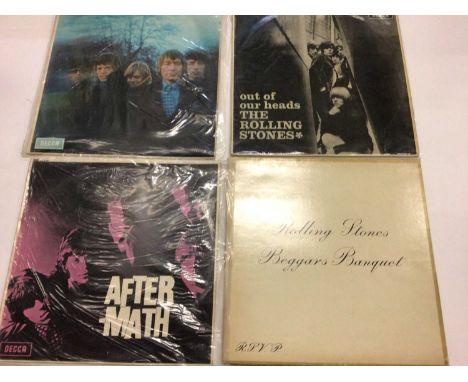 DECCA
out of
our heads
THE
ROLLING
STONES*
AFTER
MATH
DECCA
Rolling Stones
Beggars Banquet
R.S.V.P.